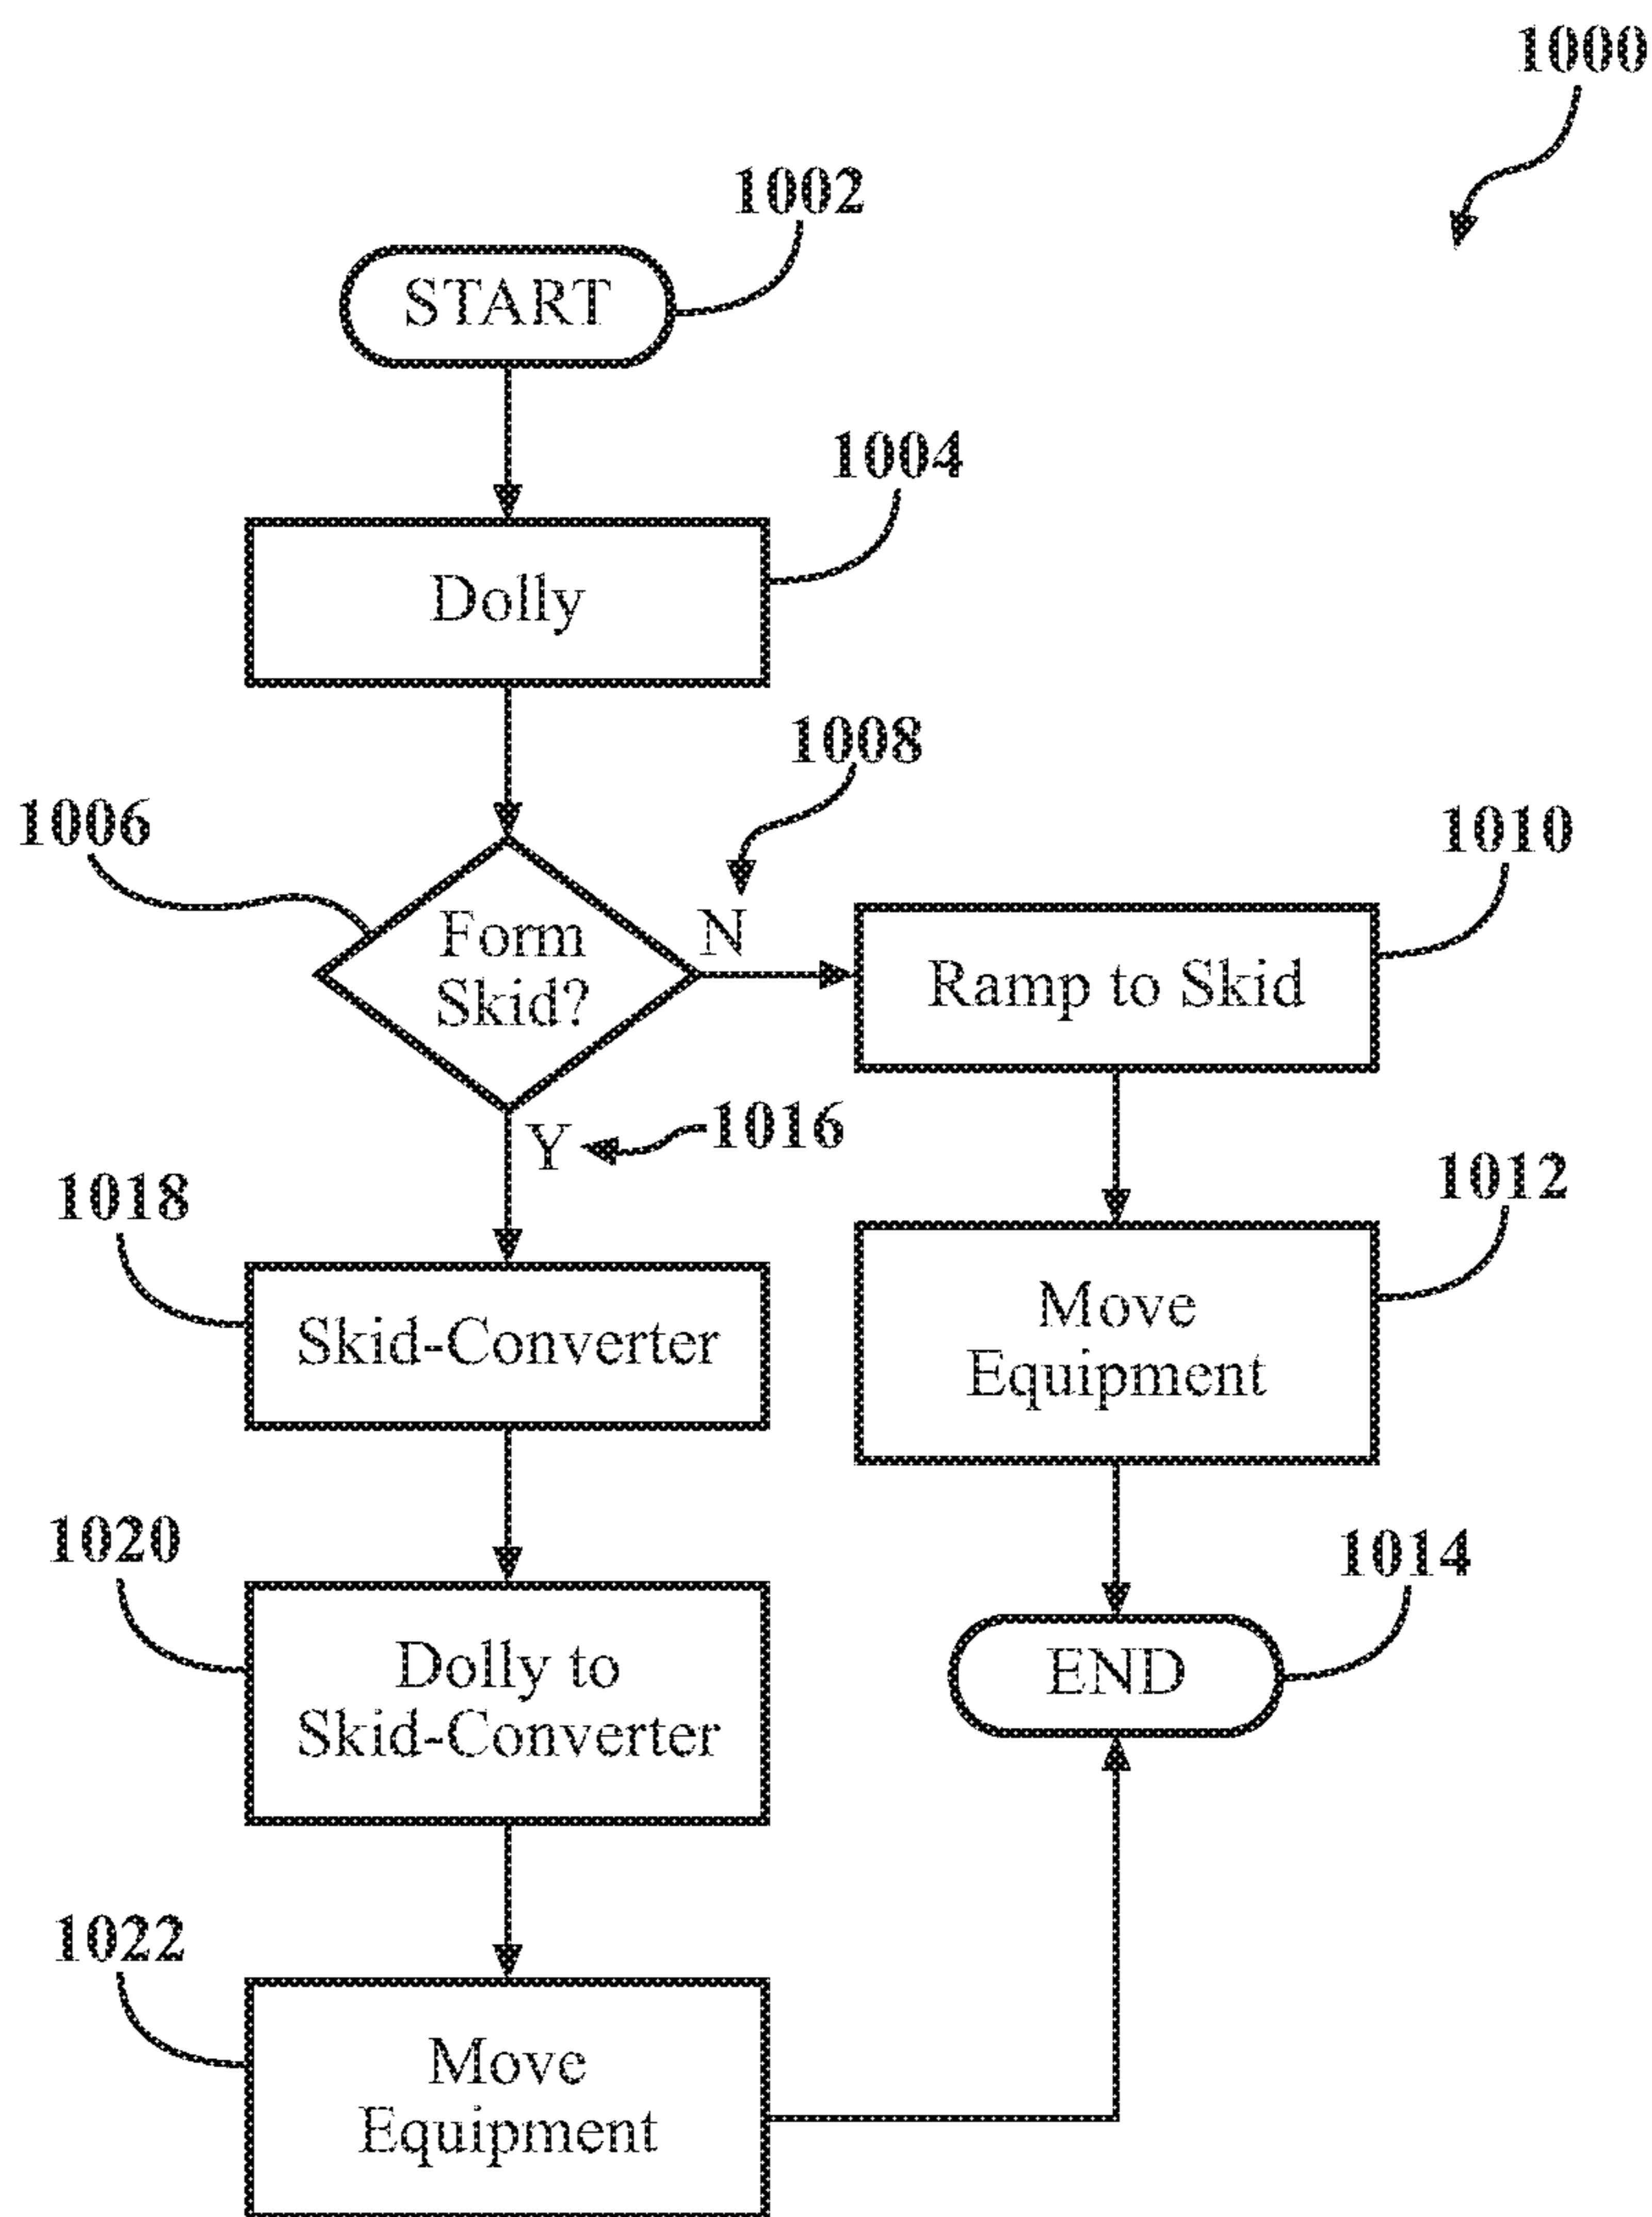 1000
1002
START
1004
Dolly
1008
1006
1010
N
Form
Skid?
Ramp to Skid
1016
Y
1018
1012
Skid-Converter
Move
Equipment
1020
1014
Dolly to
Skid-Converter
END
1022
Move
Equipment